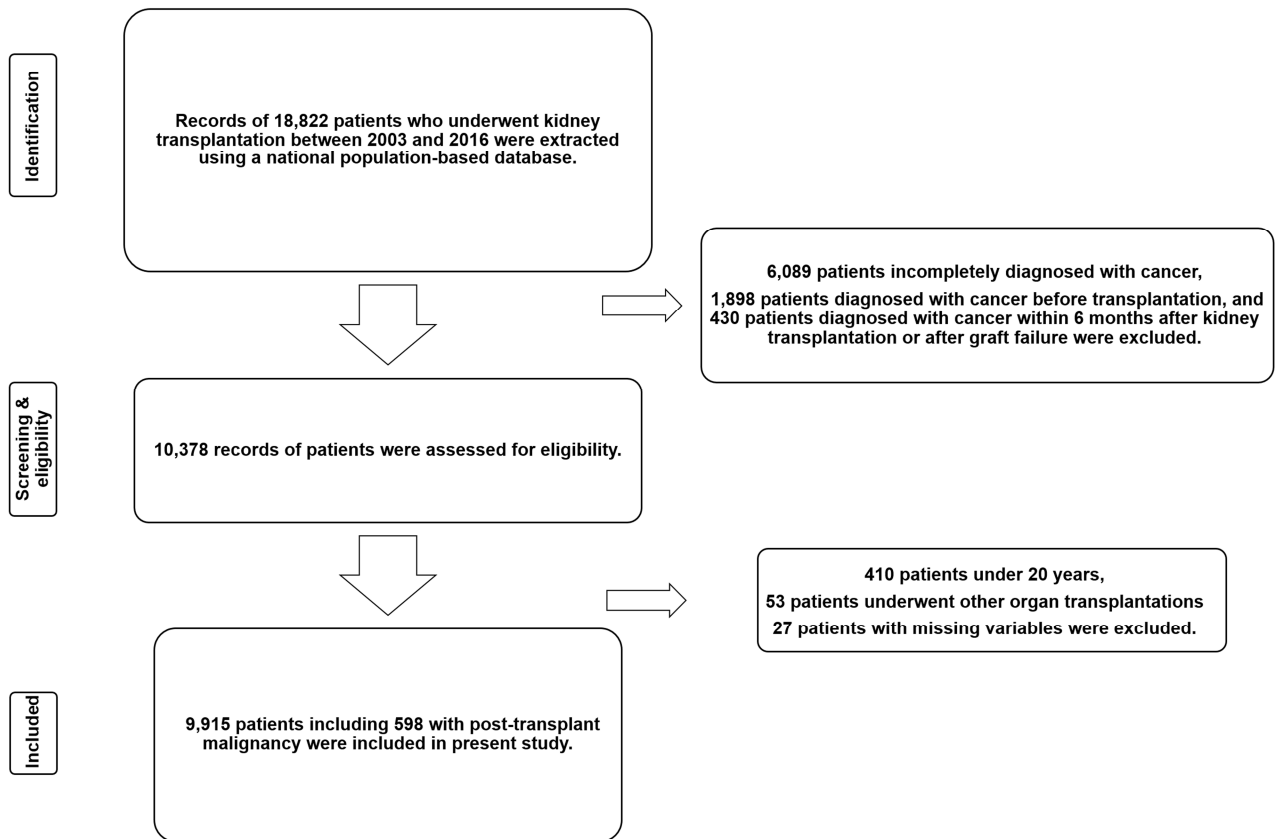 Identification
Records of 18,822 patients who underwent kidney
transplantation between 2003 and 2016 were extracted
using a national population-based database.
6,089 patients incompletely diagnosed with cancer,
1,898 patients diagnosed with cancer before transplantation, and
430 patients diagnosed with cancer within 6 months after kidney
transplantation or after graft failure were excluded.
Screening &
eligibility
10,378 records of patients were assessed for eligibility.
410 patients under 20 years,
53 patients underwent other organ transplantations
27 patients with missing variables were excluded.
Included
9,915 patients including 598 with post-transplant
malignancy were included in present study.